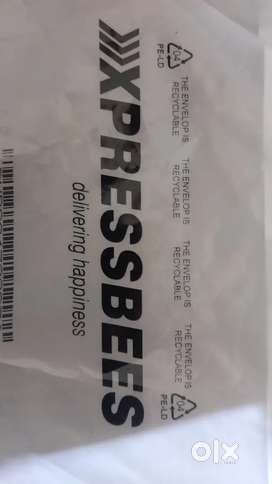 04
PE-LD
THE ENVELOP IS
RECYCLABLE
THE ENVELOP IS
RECYCLABLE
THE ENVELOP IS
RECYCLABLE
THE ENVELOP IS
RECYCLABLE
04
PE-LD
XPRESSBEES
delivering happiness
olx